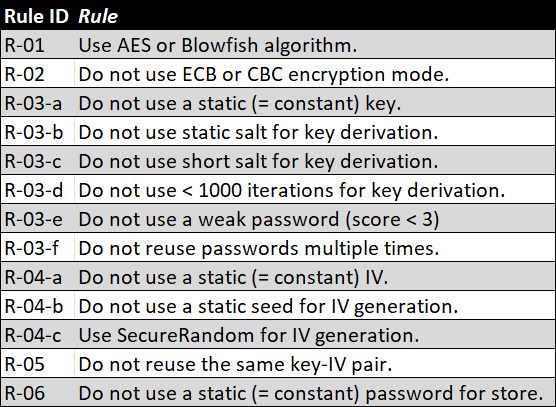 Rule ID Rule
R-01 Use AES or Blowfish algorithm.
R-02 Do not use ECB or CBC encryption mode.
R-03-a Do not use a static (= constant) key.
R-03-b Do not use static salt for key derivation.
R-03-c Do not use short salt for key derivation.
R-03-d Do not use < 1000 iterations for key derivation.
R-03-e Do not use a weak password (score < 3)
R-03-f Do not reuse passwords multiple times.
R-04-a Do not use a static (= constant) IV.
R-04-b Do not use a static seed for IV generation.
R-04-c Use SecureRandom for IV generation.
R-05 Do not reuse the same key-IV pair.
R-06 Do not use a static (= constant) password for store.